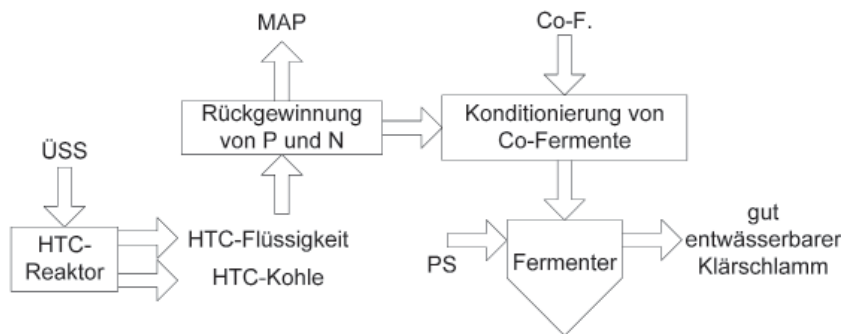 MAP
Co-F.
Rückgewinnung
von P und N
Konditionierung von
Co-Fermente
ÜSS
HTC-
Reaktor
HTC-Flüssigkeit
HTC-Kohle
PS
Fermenter
gut
entwässerbarer
Klärschlamm